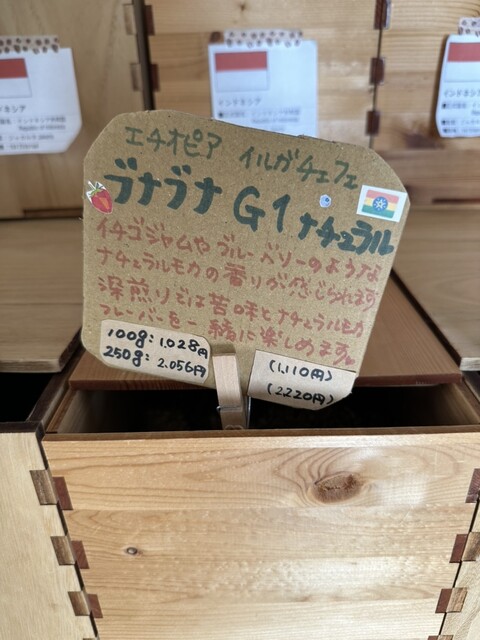 インドネシア
インドネシア
エチオピア イルガチェフェ
ブナブナ G1 ナチュラル
イチゴジャムやブルーベリーのような
ナチュラルモカの香りが感じられます
深煎りでは苦味とナチュラルモカ
フレーバーを一緒に楽しめます。
100g: 1,028円
250g: 2,056円
(1,110円)
(2,220円)